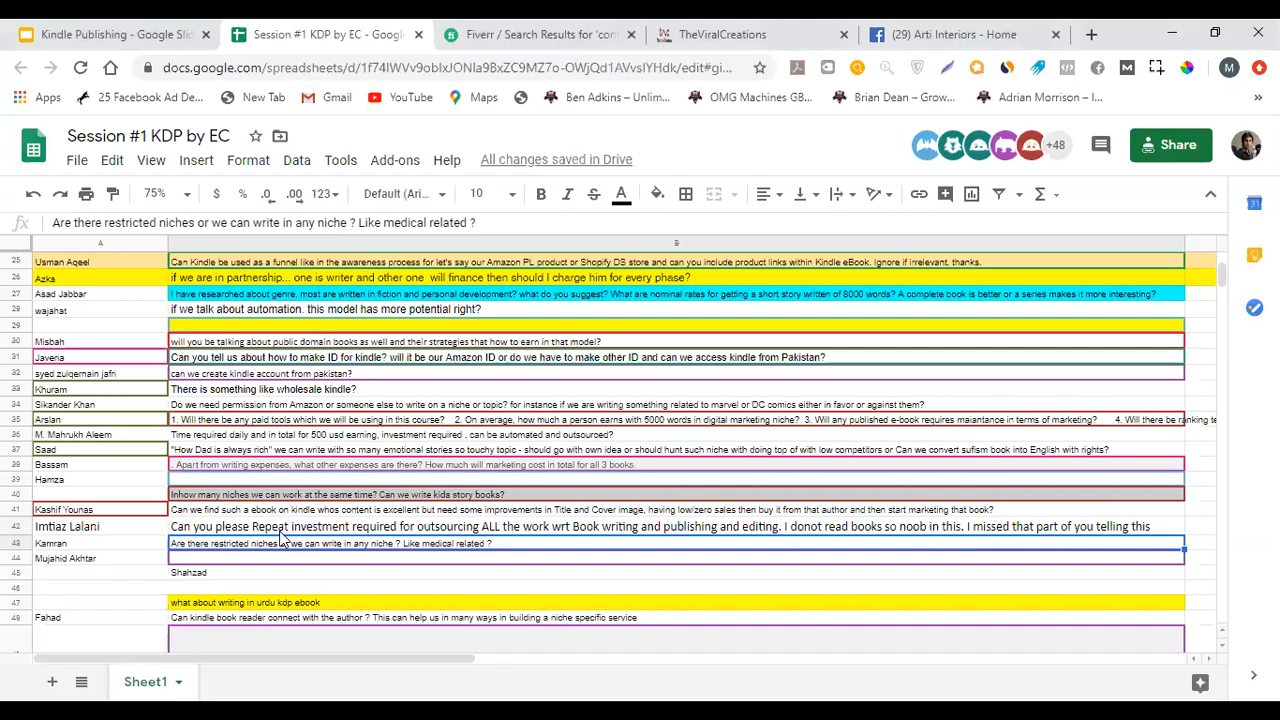 Kindle Publishing - Google Sli
Session #1 KDP by EC - Google
Fiverr / Search Results for 'con
TheViralCreations
(29) Arti Interiors - Home
docs.google.com/spreadsheets/d/
Apps
25 Facebook Ad De...
New Tab
Gmail
YouTube
Maps
Ben Adkins – Unlim...
OMG Machines GB...
Brian Dean – Grow...
Adrian Morrison – I...
Session #1 KDP by EC
File Edit View Insert Format Data Tools Add-ons Help All changes saved in Drive
+48
Share
75% $ % .0 .00 123 Default (Ari... 10 B I S A
fx Are there restricted niches or we can write in any niche ? Like medical related ?
A B
25 Usman Aqeel Can Kindle be used as a funnel like in the awareness process for let's say our Amazon PL product or Shopify DS store and can you include product links within Kindle eBook. Ignore if irrelevant, thanks.
26 Azka if we are in partnership... one is writer and other one will finance then should I charge him for every phase?
27 Asad Jabbar I have researched about genre, most are written in fiction and personal development? what do you suggest? What are nominal rates for getting a short story written of 8000 words? A complete book is better or a series makes it more interesting?
28 wajahat if we talk about automation. this model has more potential right?
29
30 Misbah will you be talking about public domain books as well and their strategies that how to earn in that model?
31 Javeria Can you tell us about how to make ID for kindle? will it be our Amazon ID or do we have to make other ID and can we access kindle from Pakistan?
32 syed zulqernain jafri can we create kindle account from pakistan?
33 Khuram There is something like wholesale kindle?
34 Sikander Khan Do we need permission from Amazon or someone else to write on a niche or topic? for instance if we are writing something related to marvel or DC comics either in favor or against them?
35 Arslan 1. Will there be any paid tools which we will be using in this course? 2. On average, how much a person earns with 5000 words in digital marketing niche? 3. Will any published e-book requires maiantance in terms of marketing? 4. Will there be ranking te
36 M. Mahrukh Aleem Time required daily and in total for 500 usd earning, investment required , can be automated and outsourced?
37 Saad "How Dad is always rich" we can write with so many emotional stories so touchy topic - should go with own idea or should hunt such niche with doing top of with low competitors or Can we convert sufism book into English with rights?
38 Bassam . Apart from writing expenses, what other expenses are there? How much will marketing cost in total for all 3 books.
39 Hamza
40 Inhow many niches we can work at the same time? Can we write kids story books?
41 Kashif Younas Can we find such a ebook on kindle whos content is excellent but need some improvements in Title and Cover image, having low/zero sales then buy it from that author and then start marketing that book?
42 Imtiaz Lalani Can you please Repeat investment required for outsourcing ALL the work wrt Book writing and publishing and editing. I donot read books so noob in this. I missed that part of you telling this
43 Kamran Are there restricted niches we can write in any niche ? Like medical related ?
44 Mujahid Akhtar
45 Shahzad
46
47 what about writing in urdu kdp ebook
48 Fahad Can kindle book reader connect with the author ? This can help us in many ways in building a niche specific service
Sheet1